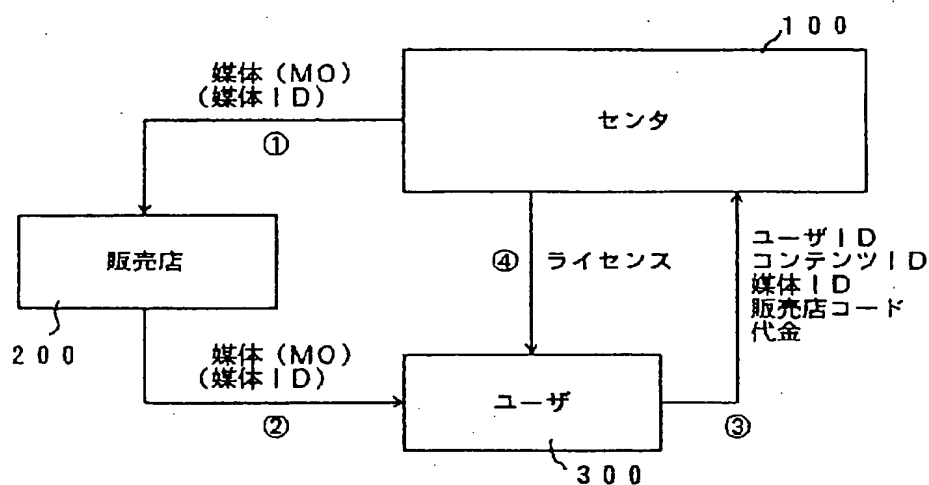 100
媒体(MO)
(媒体ID)
①
センタ
販売店
200
④ ライセンス
ユーザID
コンテンツID
媒体ID
販売店コード
代金
媒体(MO)
(媒体ID)
②
ユーザ
③
300